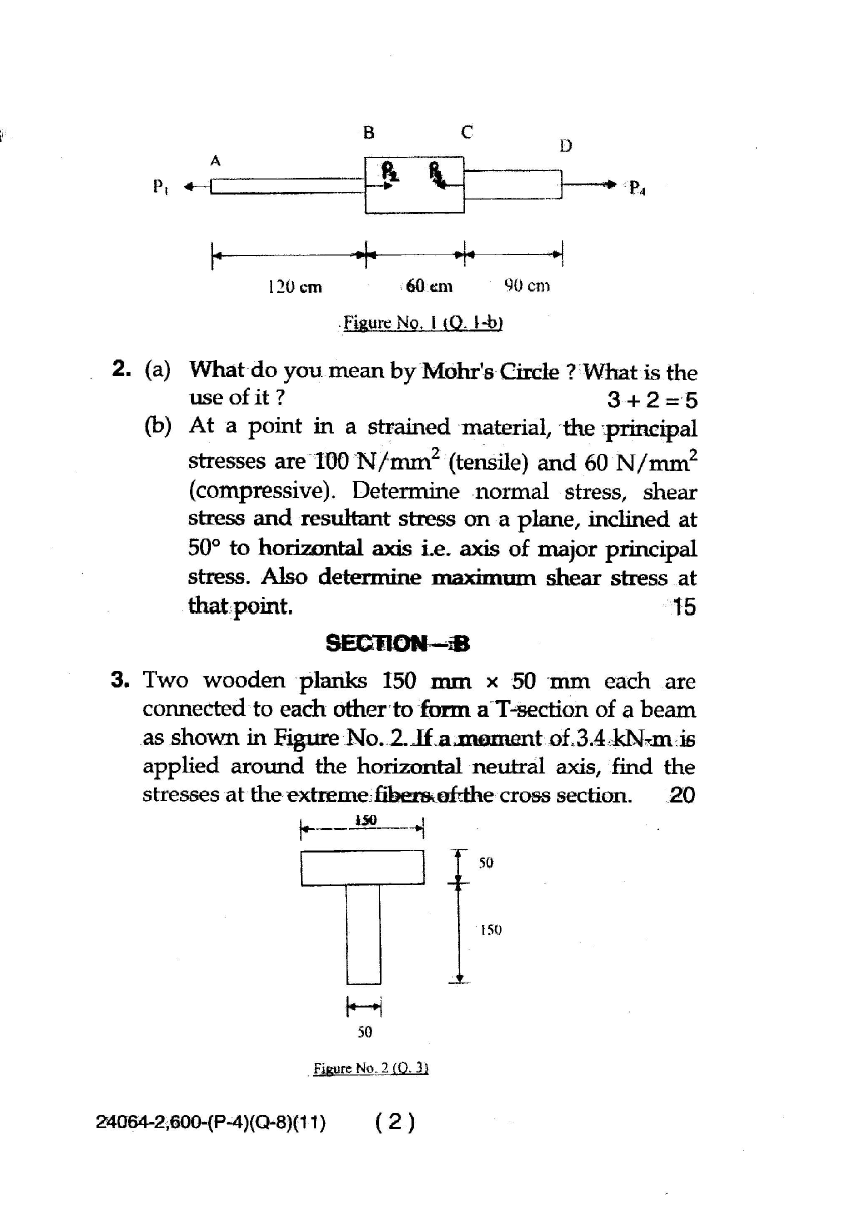 B C
D
A
P₁ P₂ P₃ P₄
120 cm 60 cm 90 cm
Figure No. 1 (Q. 1-b)
2. (a) What do you mean by Mohr's Circle ? What is the
use of it ? 3 + 2 = 5
(b) At a point in a strained material, the principal
stresses are 100 N/mm² (tensile) and 60 N/mm²
(compressive). Determine normal stress, shear
stress and resultant stress on a plane, inclined at
50° to horizontal axis i.e. axis of major principal
stress. Also determine maximum shear stress at
that point. 15
SECTION—B
3. Two wooden planks 150 mm × 50 mm each are
connected to each other to form a T-section of a beam
as shown in Figure No. 2. If a moment of 3.4 kN-m is
applied around the horizontal neutral axis, find the
stresses at the extreme fibers of the cross section. 20
150
50
150
50
Figure No. 2 (Q. 3)
24064-2,600-(P-4)(Q-8)(11) ( 2 )